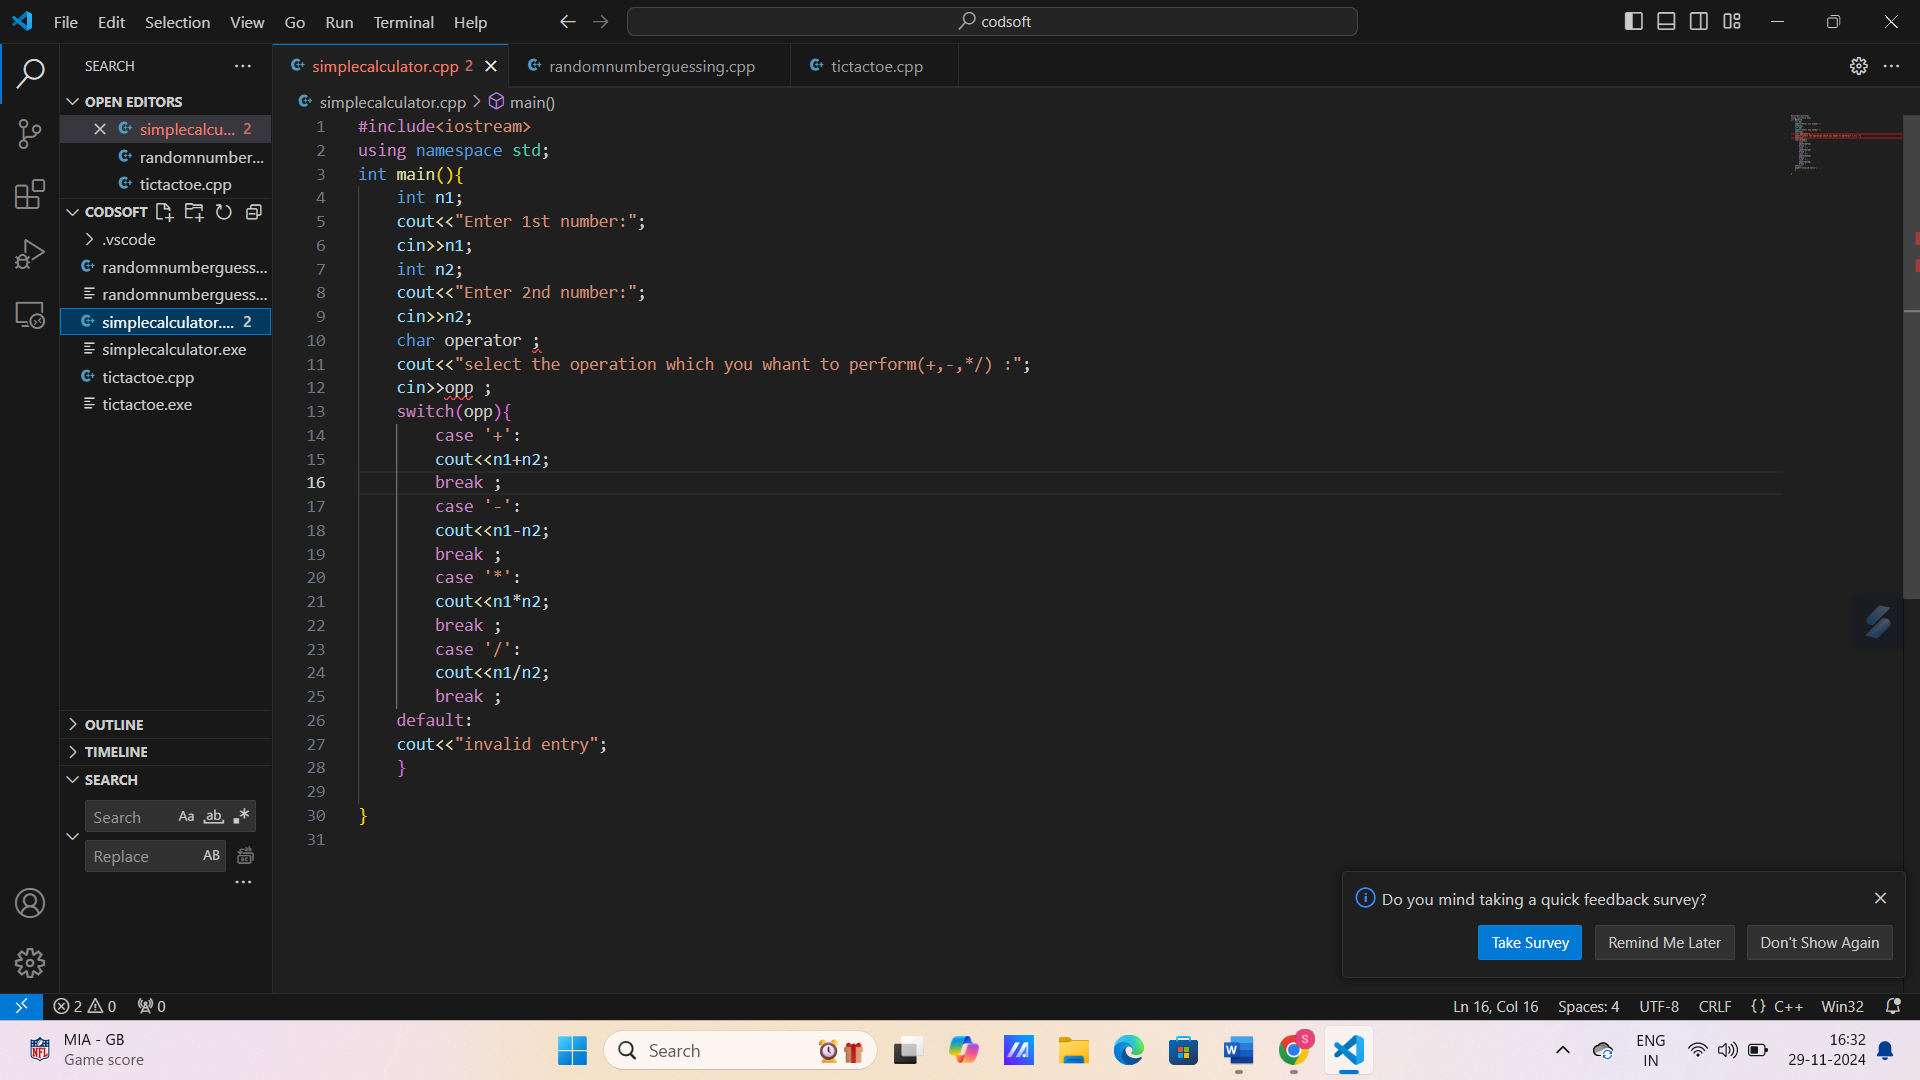 File Edit Selection View Go Run Terminal Help
codsoft
SEARCH
OPEN EDITORS
simplecalcu... 2
randomnumber...
tictactoe.cpp
CODSOFT
.vscode
randomnumberguess...
randomnumberguess...
simplecalculator.... 2
simplecalculator.exe
tictactoe.cpp
tictactoe.exe
OUTLINE
TIMELINE
SEARCH
Search Aa ab
Replace AB
simplecalculator.cpp 2
randomnumberguessing.cpp
tictactoe.cpp
simplecalculator.cpp > main()
1 #include<iostream>
2 using namespace std;
3 int main(){
4 int n1;
5 cout<<"Enter 1st number:";
6 cin>>n1;
7 int n2;
8 cout<<"Enter 2nd number:";
9 cin>>n2;
10 char operator ;
11 cout<<"select the operation which you whant to perform(+,-,*/) :";
12 cin>>opp ;
13 switch(opp){
14 case '+':
15 cout<<n1+n2;
16 break ;
17 case '-':
18 cout<<n1-n2;
19 break ;
20 case '*':
21 cout<<n1*n2;
22 break ;
23 case '/':
24 cout<<n1/n2;
25 break ;
26 default:
27 cout<<"invalid entry";
28 }
29
30 }
31
Do you mind taking a quick feedback survey?
Take Survey Remind Me Later Don't Show Again
2 0 0
Ln 16, Col 16 Spaces: 4 UTF-8 CRLF {} C++ Win32
MIA - GB
Game score
Search
ENG
IN
16:32
29-11-2024